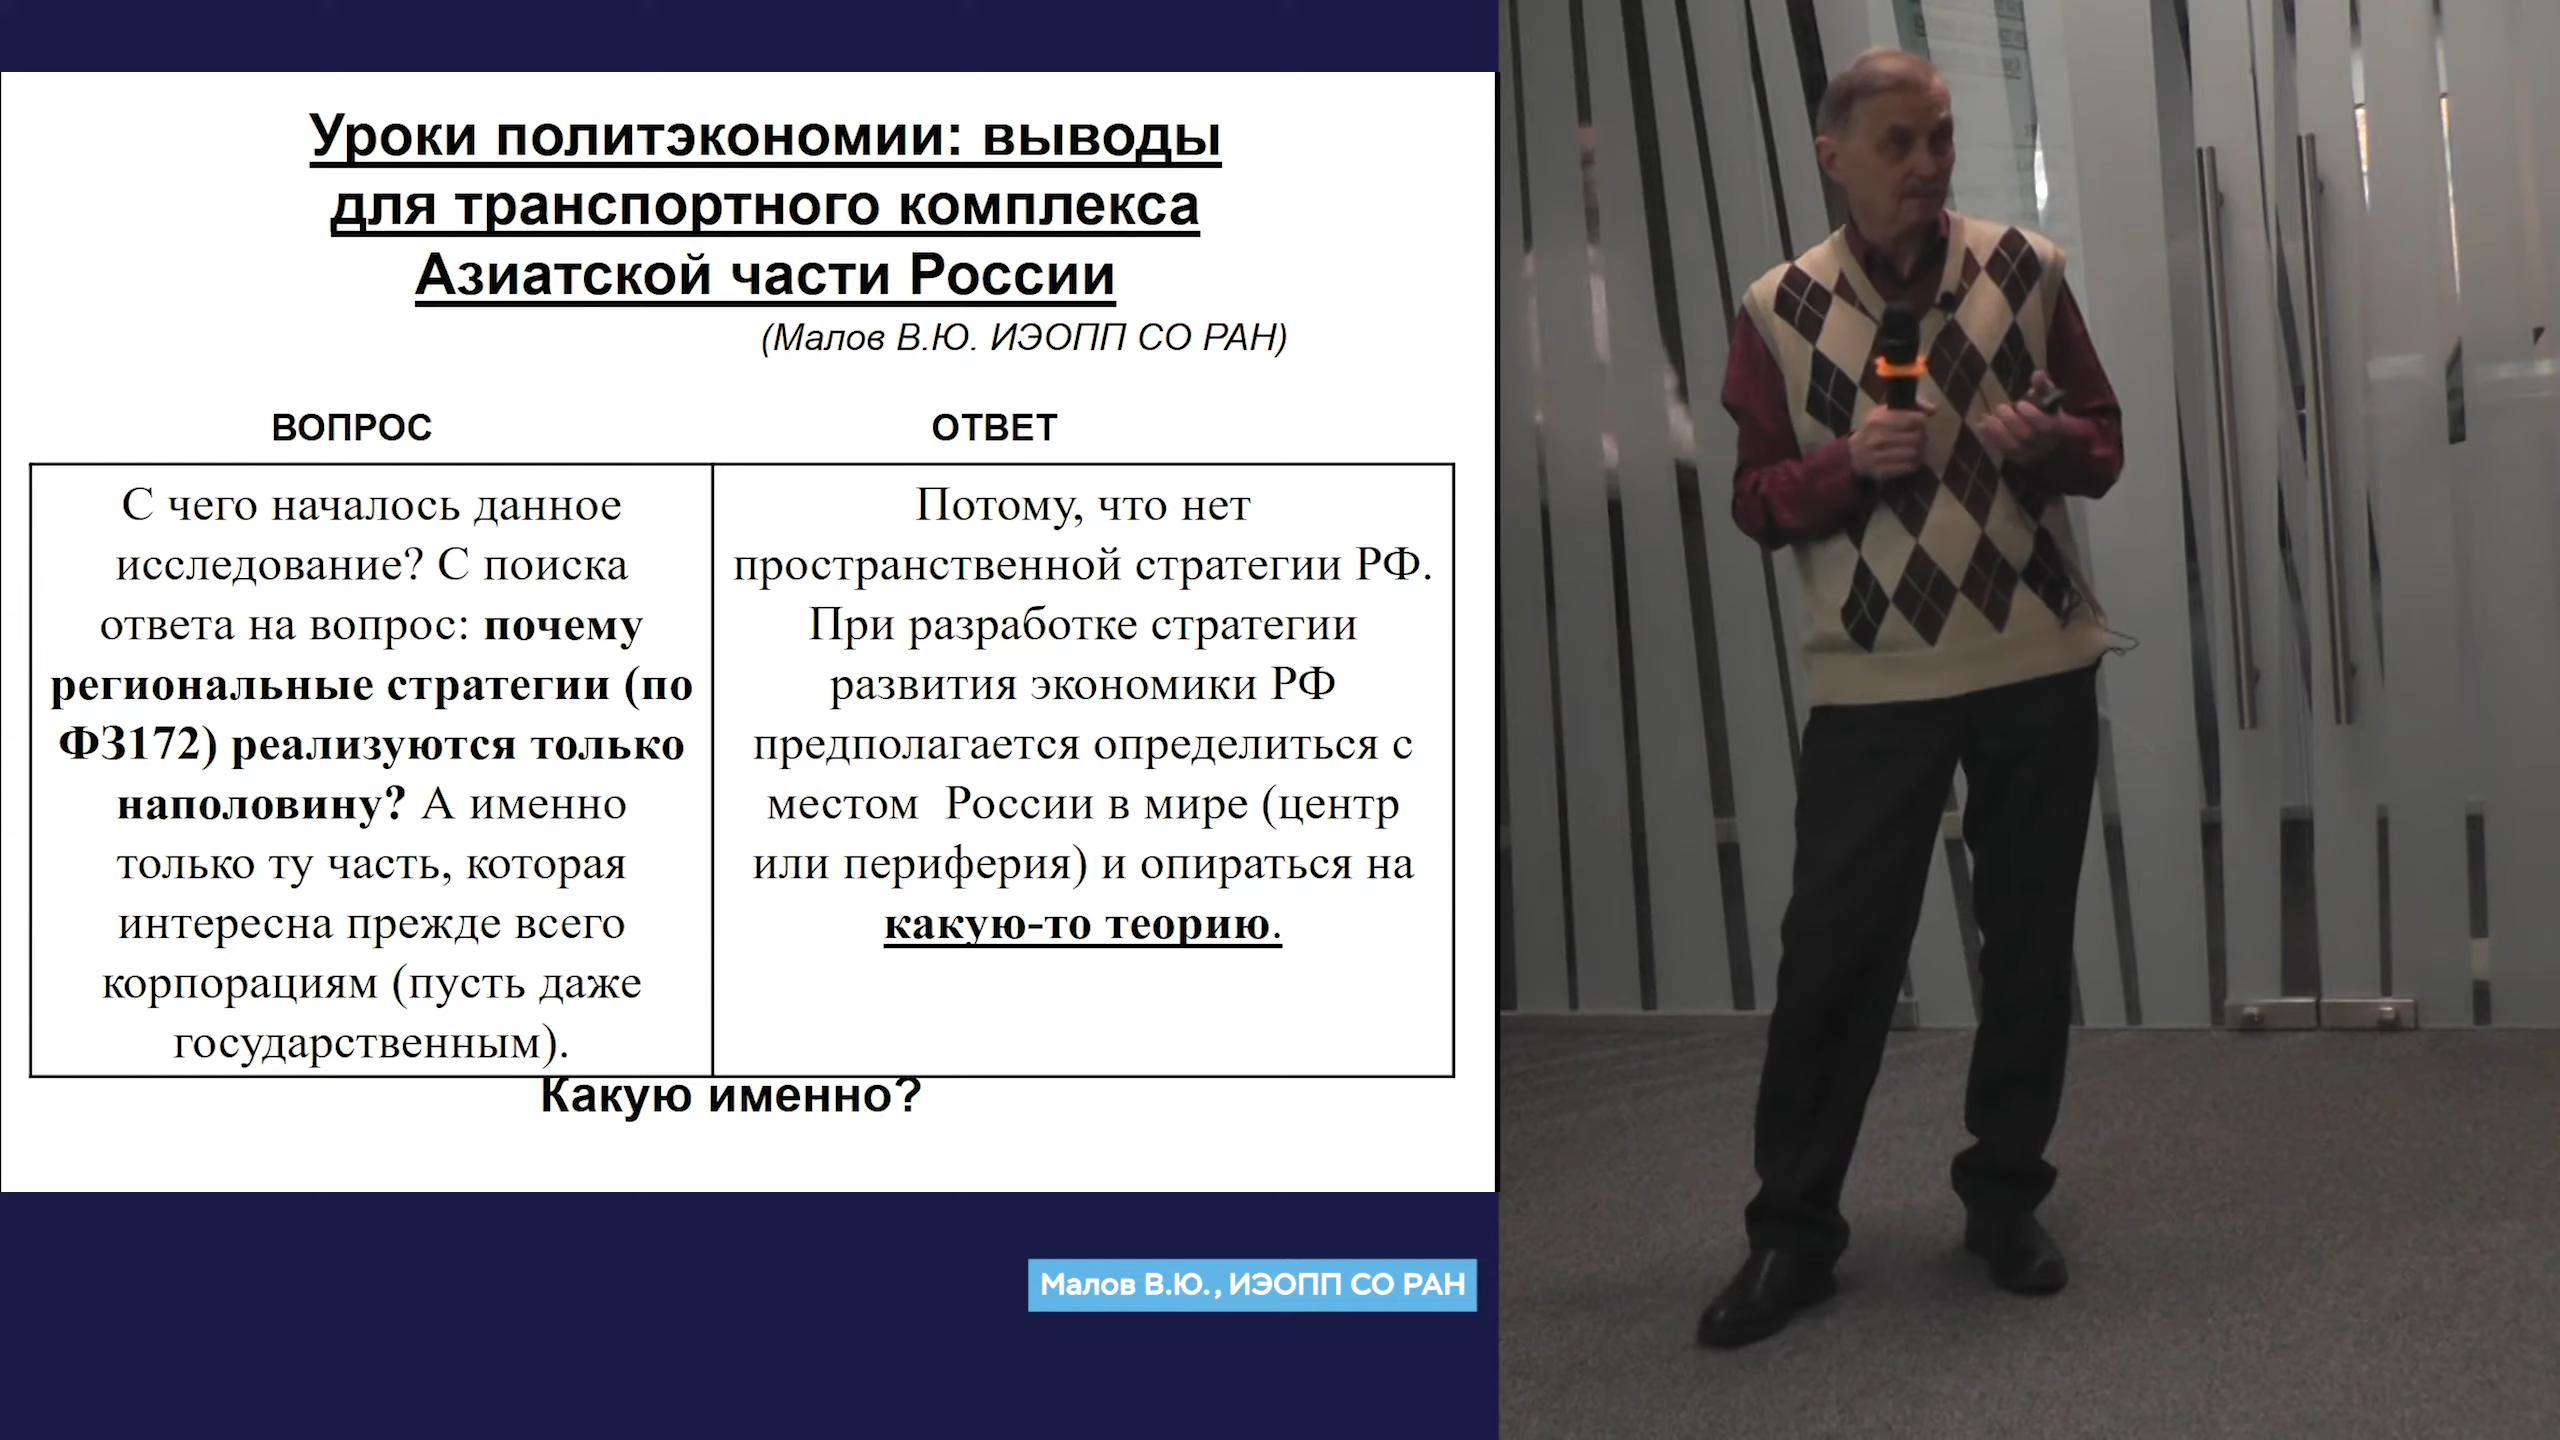 Уроки политэкономии: выводы
для транспортного комплекса
Азиатской части России
(Малов В.Ю. ИЭОПП СО РАН)
ВОПРОС
ОТВЕТ
С чего началось данное
исследование? С поиска
ответа на вопрос: почему
региональные стратегии (по
ФЗ172) реализуются только
наполовину? А именно
только ту часть, которая
интересна прежде всего
корпорациям (пусть даже
государственным).
Потому, что нет
пространственной стратегии РФ.
При разработке стратегии
развития экономики РФ
предполагается определиться с
местом  России в мире (центр
или периферия) и опираться на
какую-то теорию.
Какую именно?
Малов В.Ю., ИЭОПП СО РАН